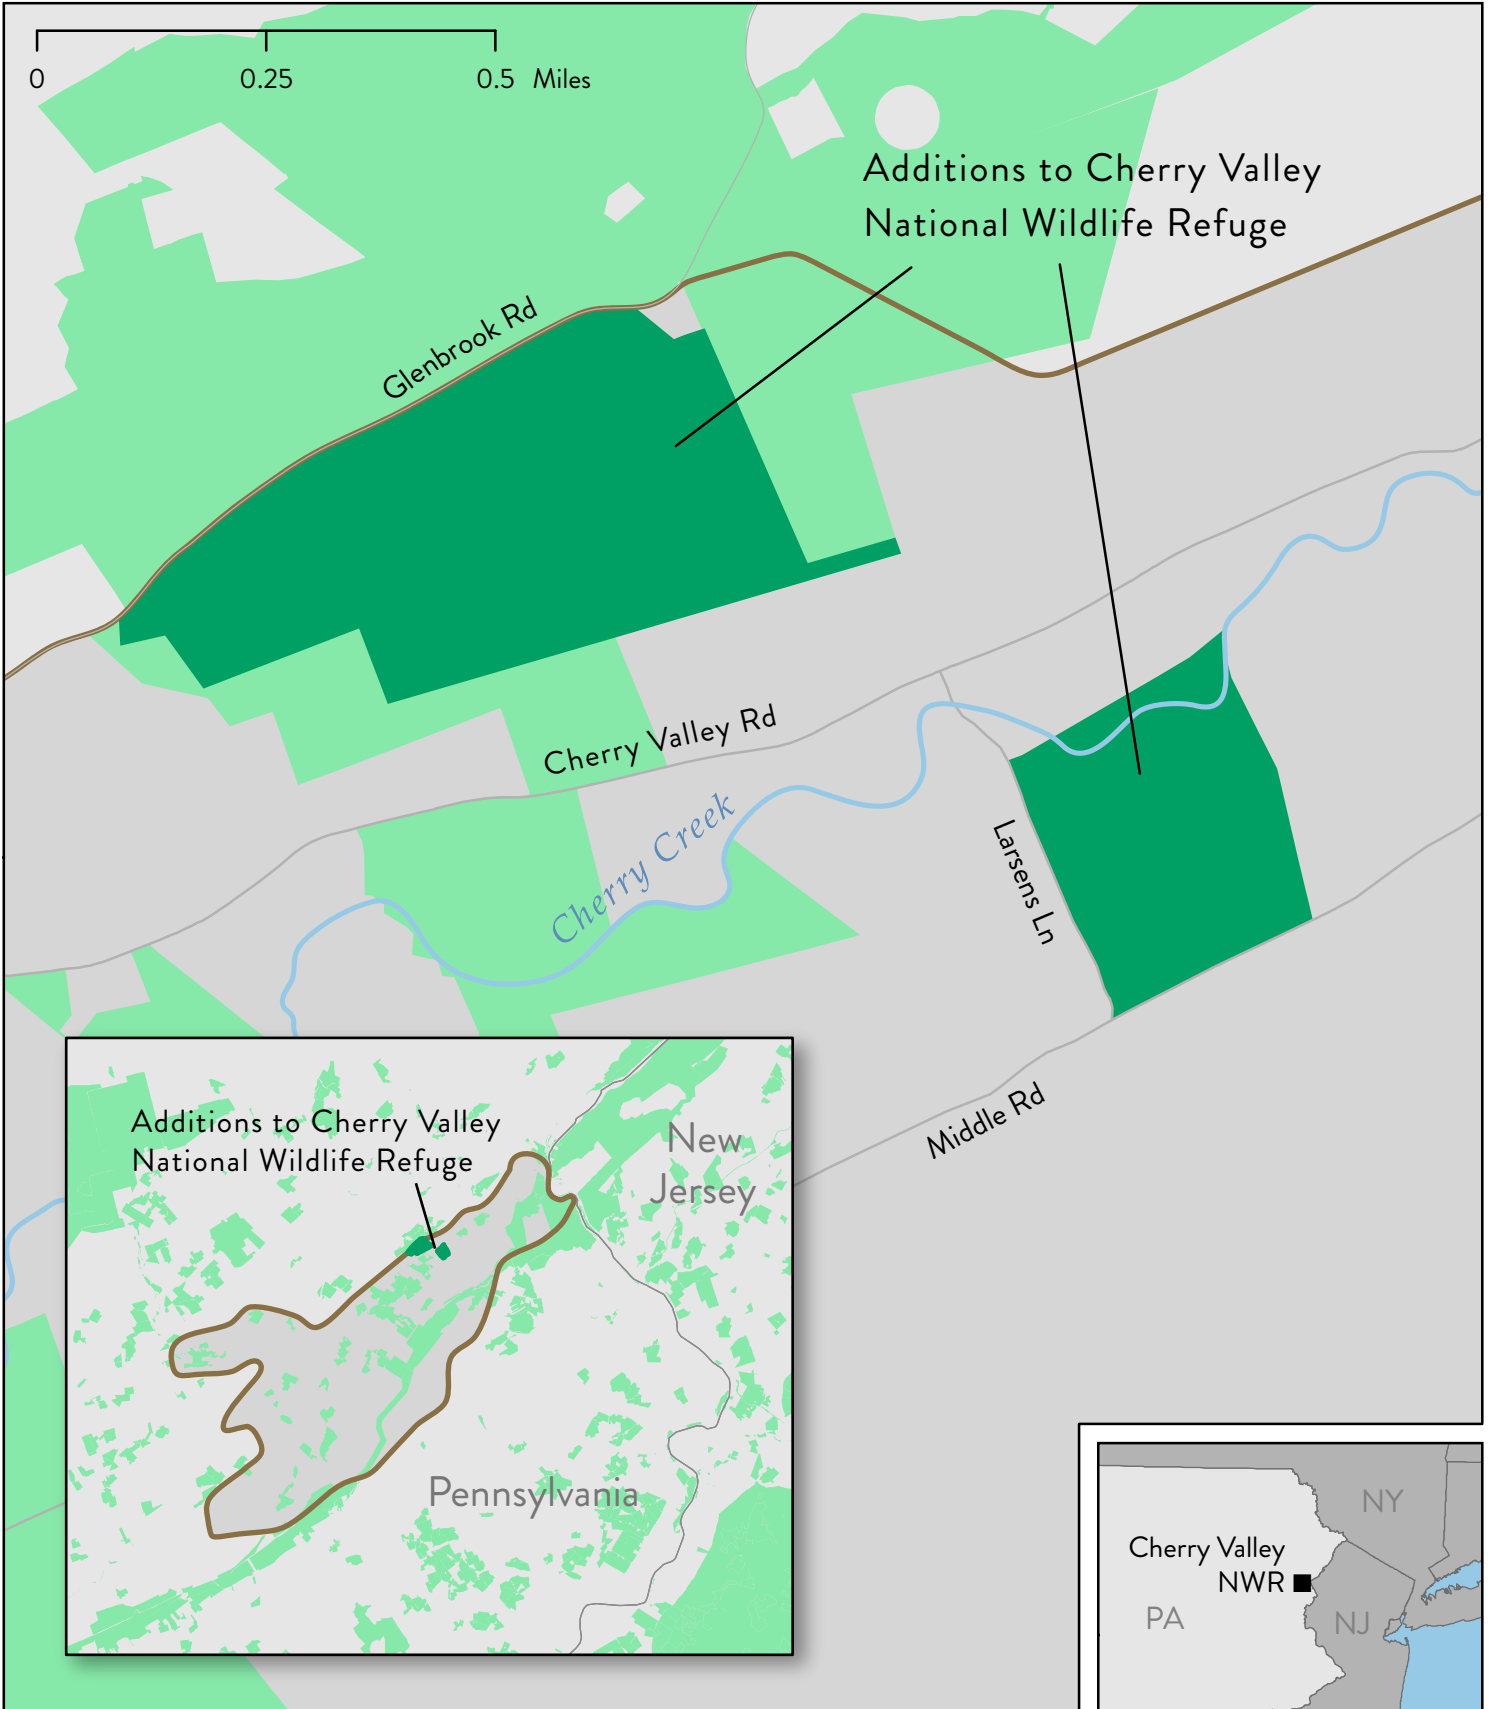 0 0.25 0.5 Miles
Additions to Cherry Valley
National Wildlife Refuge
Glenbrook Rd
Cherry Valley Rd
Cherry Creek
Larsens Ln
Middle Rd
Additions to Cherry Valley
National Wildlife Refuge
New
Jersey
Pennsylvania
NY
Cherry Valley
NWR
PA
NJ